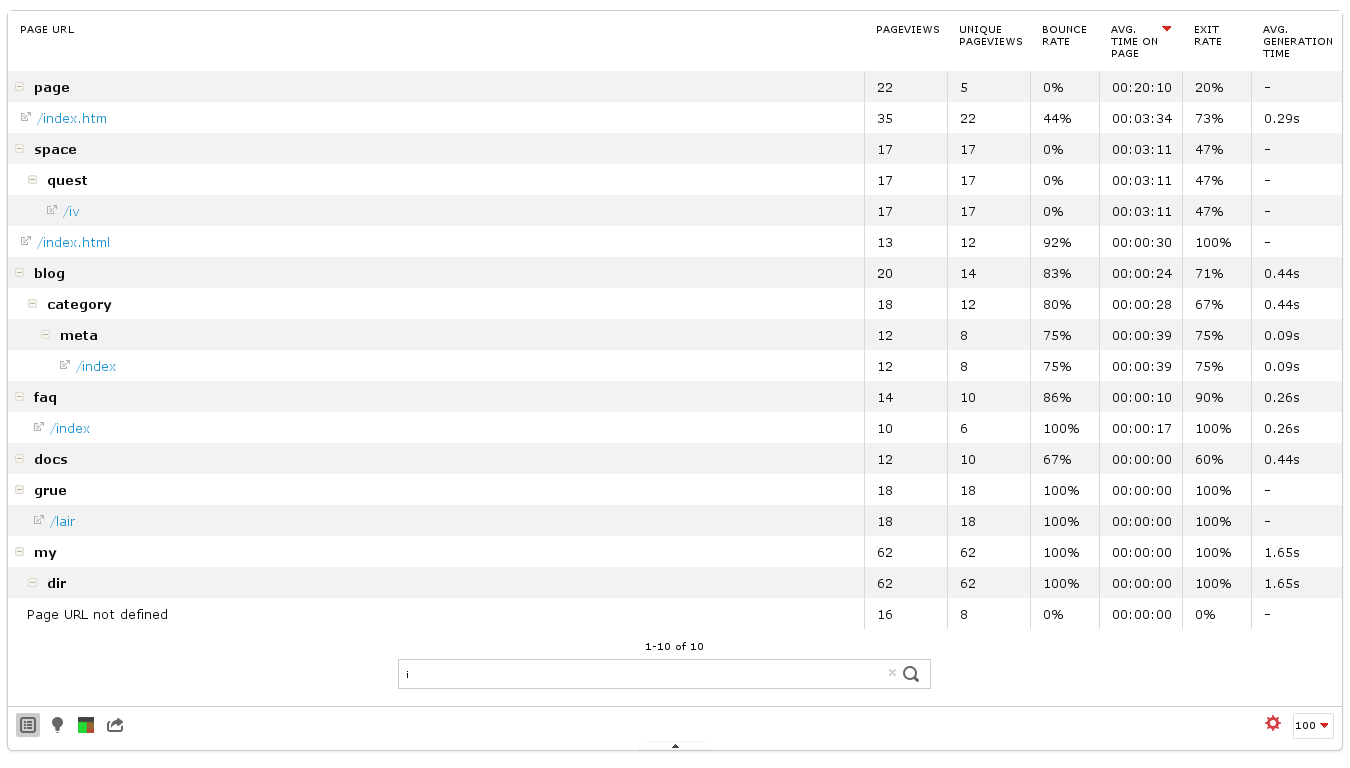 PAGE URL PAGEVIEWS UNIQUE PAGEVIEWS BOUNCE RATE AVG. TIME ON PAGE EXIT RATE AVG. GENERATION TIME
page 22 5 0% 00:20:10 20% -
/index.htm 35 22 44% 00:03:34 73% 0.29s
space 17 17 0% 00:03:11 47% -
quest 17 17 0% 00:03:11 47% -
/iv 17 17 0% 00:03:11 47% -
/index.html 13 12 92% 00:00:30 100% -
blog 20 14 83% 00:00:24 71% 0.44s
category 18 12 80% 00:00:28 67% 0.44s
meta 12 8 75% 00:00:39 75% 0.09s
/index 12 8 75% 00:00:39 75% 0.09s
faq 14 10 86% 00:00:10 90% 0.26s
/index 10 6 100% 00:00:17 100% 0.26s
docs 12 10 67% 00:00:00 60% 0.44s
grue 18 18 100% 00:00:00 100% -
/lair 18 18 100% 00:00:00 100% -
my 62 62 100% 00:00:00 100% 1.65s
dir 62 62 100% 00:00:00 100% 1.65s
Page URL not defined 16 8 0% 00:00:00 0% -
1-10 of 10
i
100